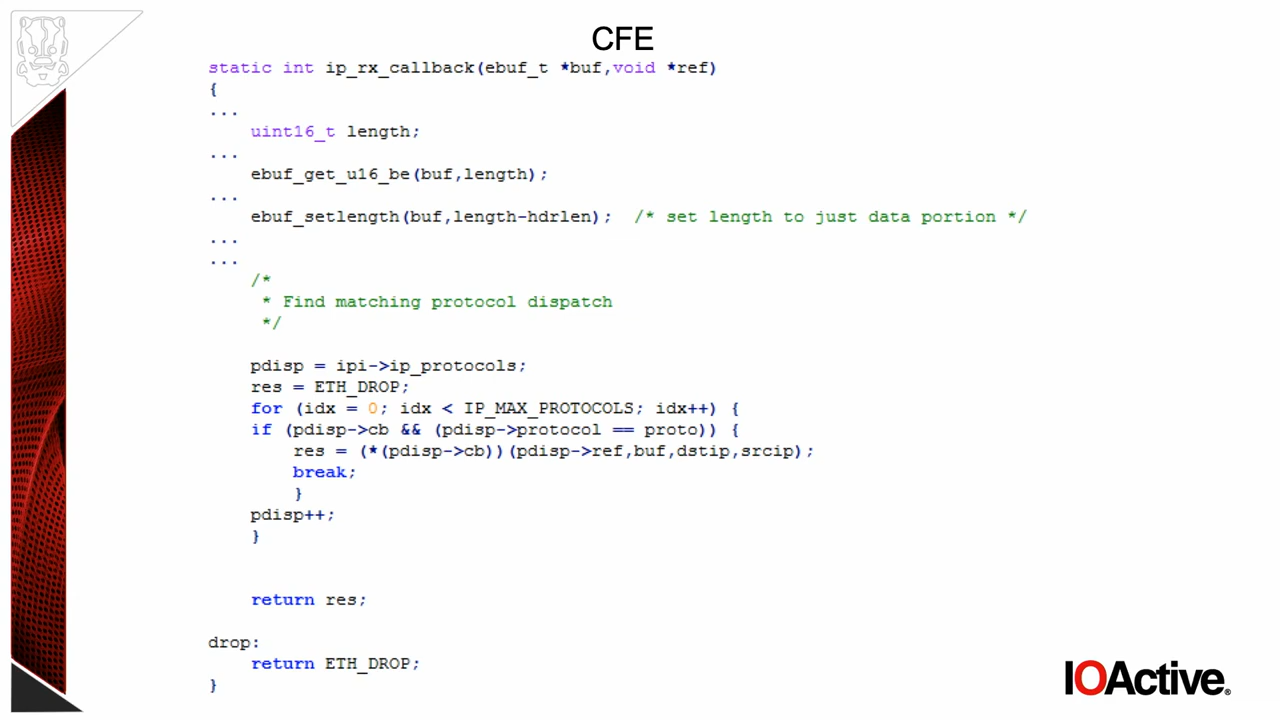 CFE
static int ip_rx_callback(ebuf_t *buf,void *ref)
{
...
uint16_t length;
...
ebuf_get_u16_be(buf,length);
...
ebuf_setlength(buf,length-hdrlen); /* set length to just data portion */
...
...
/*
* Find matching protocol dispatch
*/
pdisp = ipi->ip_protocols;
res = ETH_DROP;
for (idx = 0; idx < IP_MAX_PROTOCOLS; idx++) {
if (pdisp->cb && (pdisp->protocol == proto)) {
res = (*(pdisp->cb))(pdisp->ref,buf,dstip,srcip);
break;
}
pdisp++;
}
return res;
drop:
return ETH_DROP;
}
IOActive®